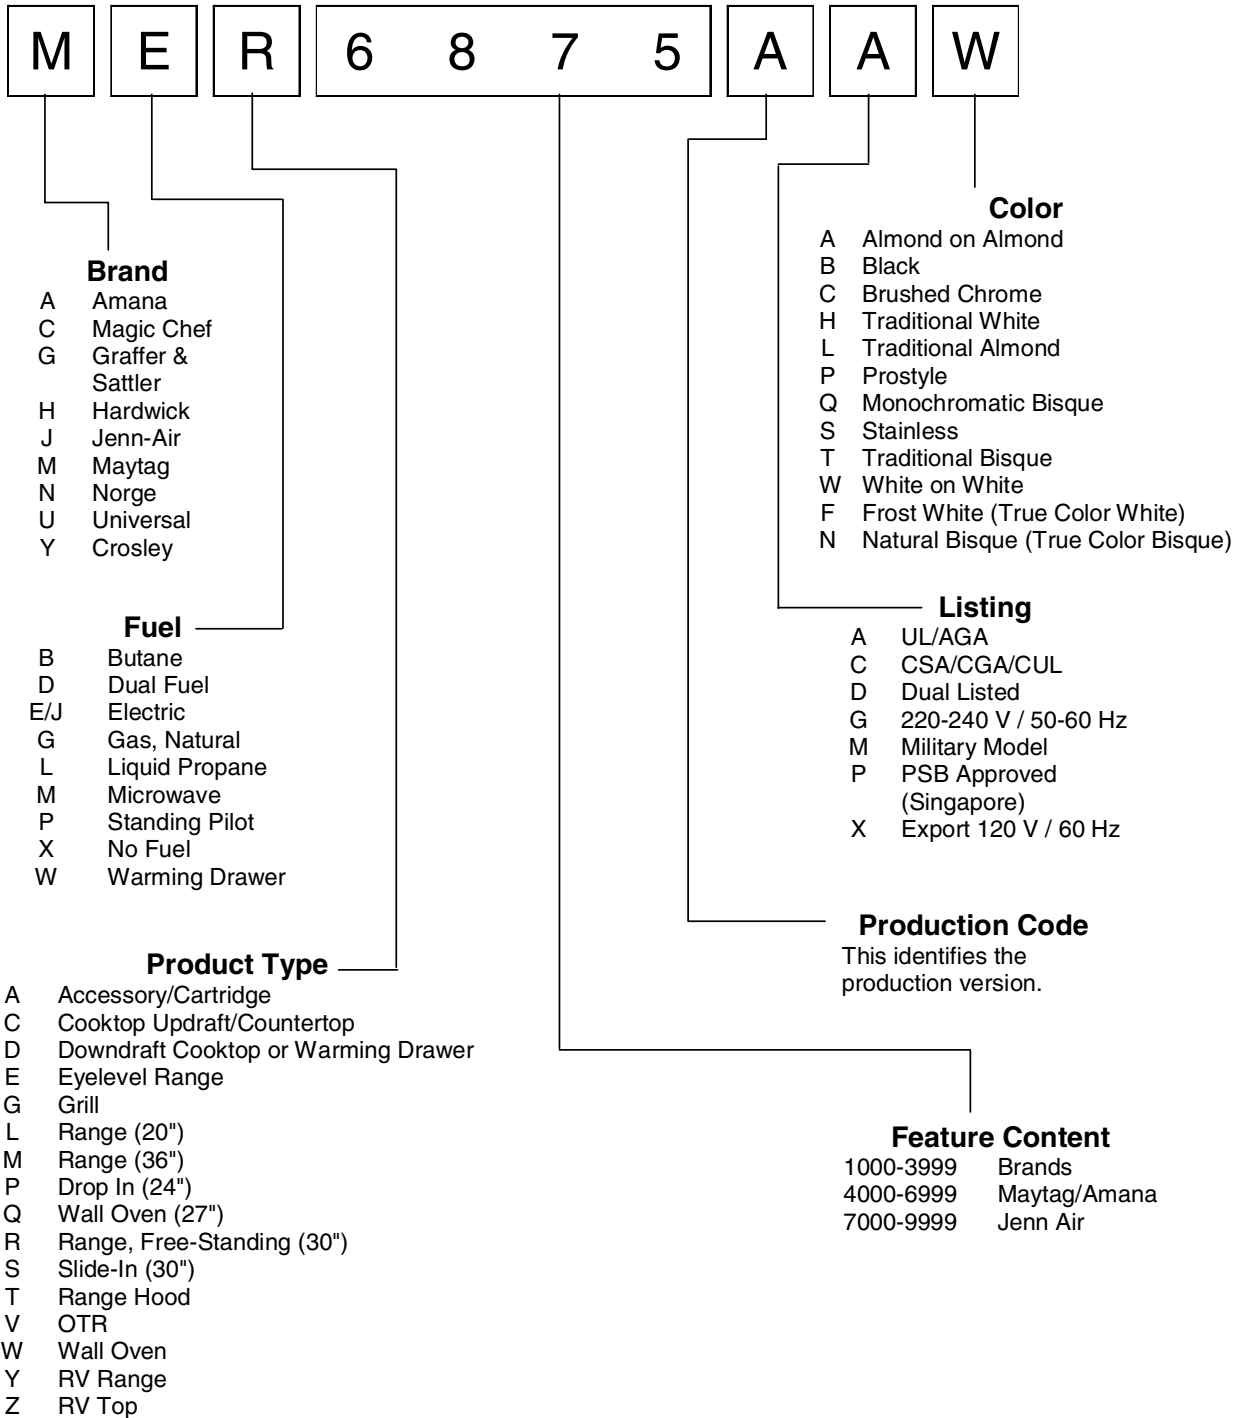 M E R 6 8 7 5 A A W
Brand
A Amana
C Magic Chef
G Graffer &
Sattler
H Hardwick
J Jenn-Air
M Maytag
N Norge
U Universal
Y Crosley
Fuel
B Butane
D Dual Fuel
E/J Electric
G Gas, Natural
L Liquid Propane
M Microwave
P Standing Pilot
X No Fuel
W Warming Drawer
Product Type
A Accessory/Cartridge
C Cooktop Updraft/Countertop
D Downdraft Cooktop or Warming Drawer
E Eyelevel Range
G Grill
L Range (20")
M Range (36")
P Drop In (24")
Q Wall Oven (27")
R Range, Free-Standing (30")
S Slide-In (30")
T Range Hood
V OTR
W Wall Oven
Y RV Range
Z RV Top
Color
A Almond on Almond
B Black
C Brushed Chrome
H Traditional White
L Traditional Almond
P Prostyle
Q Monochromatic Bisque
S Stainless
T Traditional Bisque
W White on White
F Frost White (True Color White)
N Natural Bisque (True Color Bisque)
Listing
A UL/AGA
C CSA/CGA/CUL
D Dual Listed
G 220-240 V / 50-60 Hz
M Military Model
P PSB Approved
(Singapore)
X Export 120 V / 60 Hz
Production Code
This identifies the
production version.
Feature Content
1000-3999 Brands
4000-6999 Maytag/Amana
7000-9999 Jenn Air